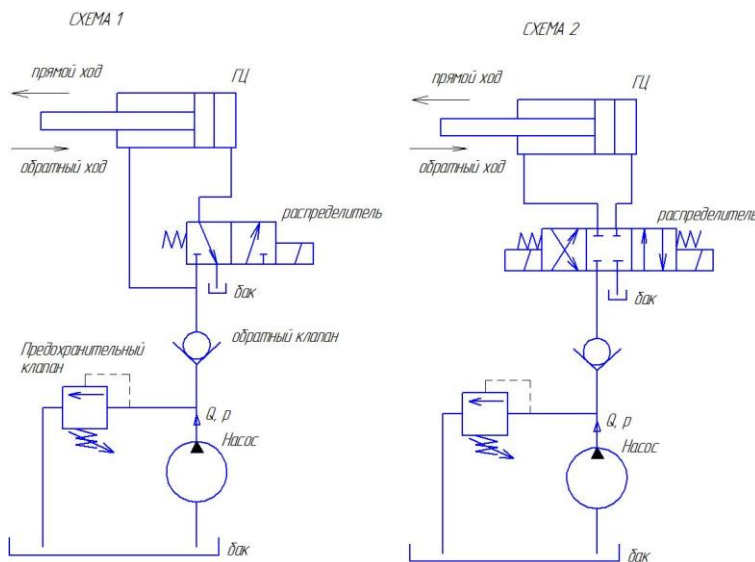 СХЕМА 1
прямой ход
ГЦ
обратный ход
распределитель
бак
обратный клапан
Предохранительный
клапан
Q, p
Насос
бак
СХЕМА 2
прямой ход
ГЦ
обратный ход
распределитель
бак
Q, p
Насос
бак